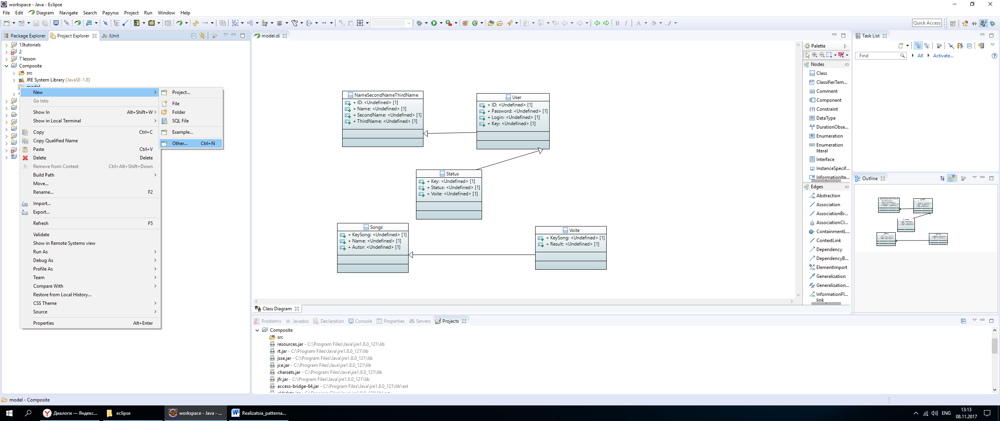 workspace - Java - Eclipse
File Edit Diagram Navigate Search Papyrus Project Run Window Help
Quick Access
Package Explorer Project Explorer JUnit
13tutorials
2
7 lesson
Composite
src
JRE System Library [JavaSE-1.8]
model
New
Go Into
Show In Alt+Shift+W
Show in Local Terminal
Copy Ctrl+C
Copy Qualified Name
Paste Ctrl+V
Delete Delete
Remove from Context Ctrl+Alt+Shift+Down
Build Path
Move...
Rename... F2
Import...
Export...
Refresh F5
Validate
Show in Remote Systems view
Run As
Debug As
Profile As
Team
Compare With
Restore from Local History...
CSS Theme
Source
Properties Alt+Enter
Project...
File
Folder
SQL File
Example...
Other... Ctrl+N
model.di
NameSecondNameThirdName
+ ID: <Undefined> [1]
+ Name: <Undefined> [1]
+ SecondName: <Undefined> [1]
+ ThirdName: <Undefined> [1]
User
+ ID: <Undefined> [1]
+ Password: <Undefined> [1]
+ Login: <Undefined> [1]
+ Key: <Undefined> [1]
Status
+ Key: <Undefined> [1]
+ Status: <Undefined> [1]
+ Voite: <Undefined> [1]
Songs
+ KeySong: <Undefined> [1]
+ Name: <Undefined> [1]
+ Autor: <Undefined> [1]
Voite
+ KeySong: <Undefined> [1]
+ Result: <Undefined> [1]
Class Diagram
Palette
Nodes
Class
ClassifierTem...
Comment
Component
Constraint
DataType
DurationObse...
Enumeration
Enumeration
literal
Interface
InstanceSpecif...
InformationIte...
Edges
Abstraction
Association
AssociationBr...
AssociationCl...
ContainmentL...
ContextLink
Dependency
DependencyB...
ElementImport
Generalization
Generalization...
InformationFl...
link
Task List
Find All Activate...
Outline
Problems Javadoc Declaration Console Properties Servers Projects
Composite
src
resources.jar - C:\Program Files\Java\jre1.8.0_121\lib
rt.jar - C:\Program Files\Java\jre1.8.0_121\lib
jsse.jar - C:\Program Files\Java\jre1.8.0_121\lib
jce.jar - C:\Program Files\Java\jre1.8.0_121\lib
charsets.jar - C:\Program Files\Java\jre1.8.0_121\lib
jfr.jar - C:\Program Files\Java\jre1.8.0_121\lib
access-bridge-64.jar - C:\Program Files\Java\jre1.8.0_121\lib\ext
model - Composite
Диалоги — Яндекс...
eclipse
workspace - Java - ...
Realizatsia_patterna...
ENG
13:13
08.11.2017